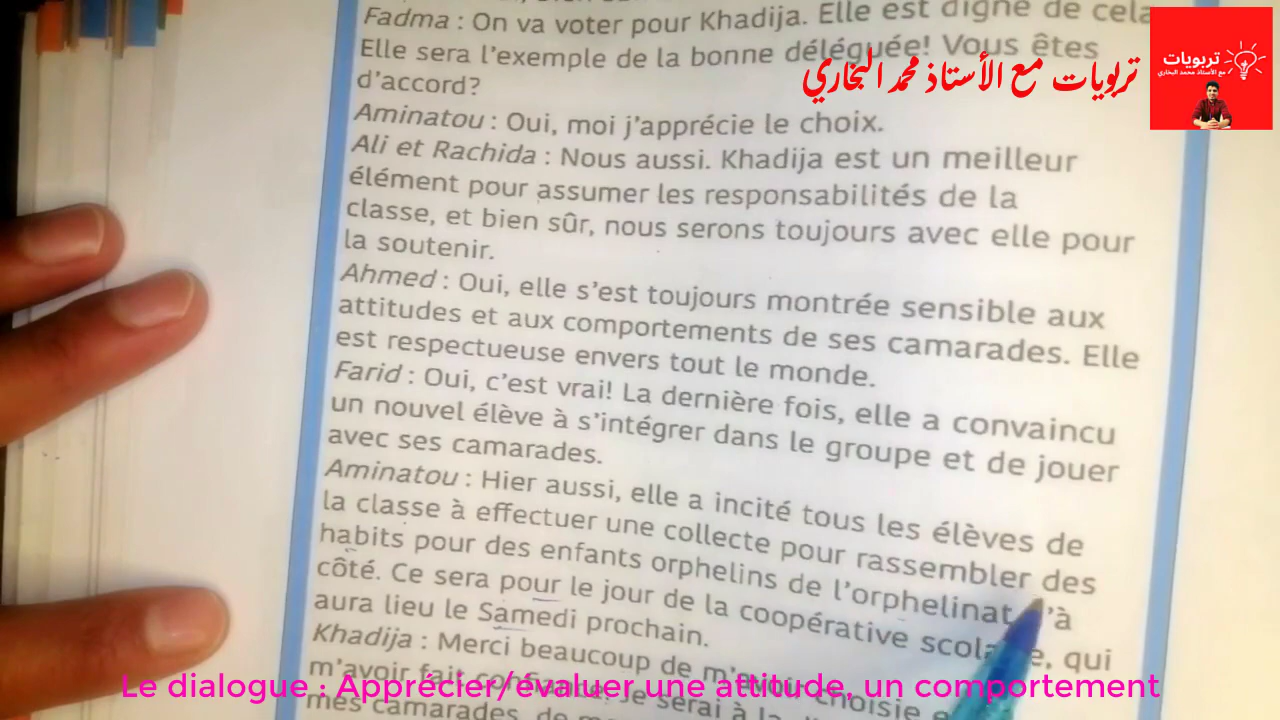 Fadma : On va voter pour Khadija. Elle est digne de cela
Elle sera l'exemple de la bonne déléguée! Vous êtes
d'accord?
Aminatou : Oui, moi j'apprécie le choix.
Ali et Rachida : Nous aussi. Khadija est un meilleur
élément pour assumer les responsabilités de la
classe, et bien sûr, nous serons toujours avec elle pour
la soutenir.
Ahmed : Oui, elle s'est toujours montrée sensible aux
attitudes et aux comportements de ses camarades. Elle
est respectueuse envers tout le monde.
Farid : Oui, c'est vrai! La dernière fois, elle a convaincu
un nouvel élève à s'intégrer dans le groupe et de jouer
avec ses camarades.
Aminatou : Hier aussi, elle a incité tous les élèves de
la classe à effectuer une collecte pour rassembler des
habits pour des enfants orphelins de l'orphelinat à
côté. Ce sera pour le jour de la coopérative qui
aura lieu le Samedi prochain.
Khadija : Merci beaucoup de choisie
m'avoir fait confiance. Je serai à
mes camarades,
تربويات مع الأستاذ محمد البخاري
تربويات
مع الأستاذ محمد البخاري
Le dialogue : Apprécier/évaluer une attitude, un comportement